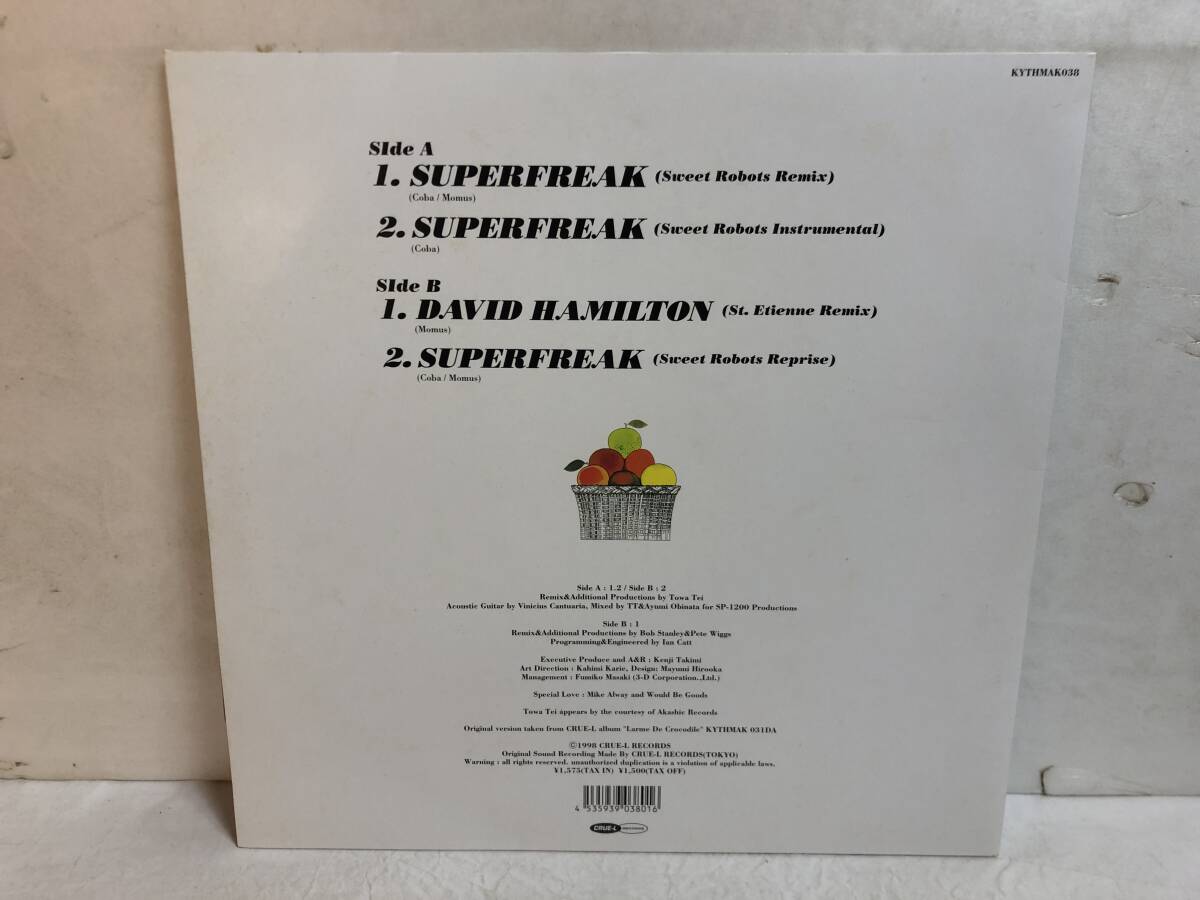 KYTHMAK038
SIde A
1. SUPERFREAK (Sweet Robots Remix)
(Coba / Momus)
2. SUPERFREAK (Sweet Robots Instrumental)
(Coba)
SIde B
1. DAVID HAMILTON (St. Etienne Remix)
(Momus)
2. SUPERFREAK (Sweet Robots Reprise)
(Coba / Momus)
Side A : 1.2 / Side B : 2
Remix&Additional Productions by Towa Tei
Acoustic Guitar by Vinicius Cantuaria, Mixed by TT&Ayumi Obinata for SP-1200 Productions
Side B : 1
Remix&Additional Productions by Bob Stanley&Pete Wiggs
Programming&Engineered by Ian Catt
Executive Produce and A&R : Kenji Takimi
Art Direction : Kahimi Karie, Design: Mayumi Hirooka
Management : Fumiko Masaki (3-D Corporation.,Ltd.)
Special Love : Mike Alway and Would Be Goods
Towa Tei appears by the courtesy of Akashic Records
Original version taken from CRUE-L album "Larme De Crocodile" KYTHMAK 031DA
©1998 CRUE-L RECORDS
Original Sound Recording Made By CRUE-L RECORDS(TOKYO)
Warning : all rights reserved. unauthorized duplication is a violation of applicable laws.
¥1,575(TAX IN) ¥1,500(TAX OFF)
4 535939 038016
CRUE-L RECORDS